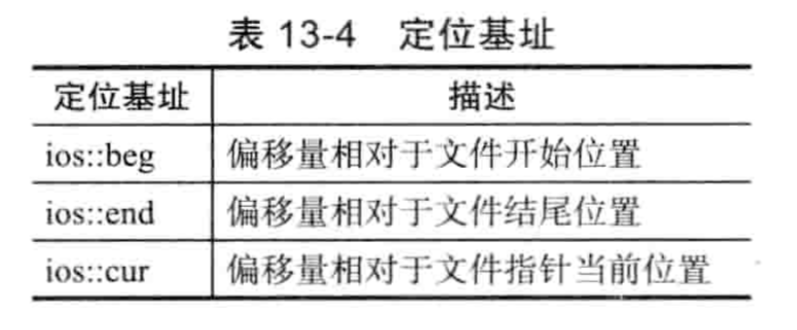 表 13-4 定位基址
定位基址 描述
ios::beg 偏移量相对于文件开始位置
ios::end 偏移量相对于文件结尾位置
ios::cur 偏移量相对于文件指针当前位置